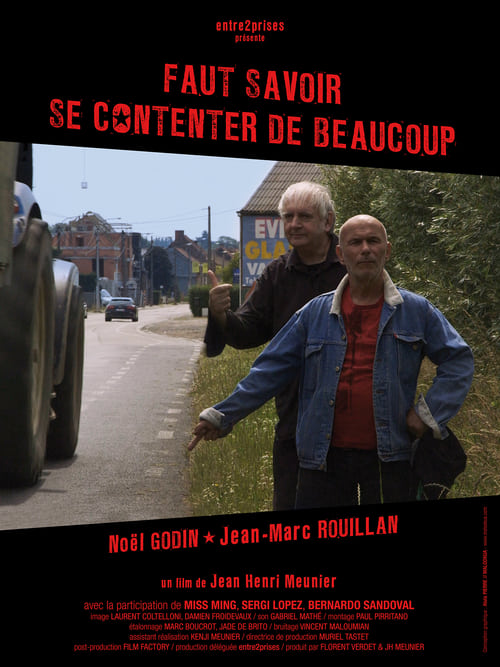 entre2prises
présente
FAUT SAVOIR
SE CONTENTER DE BEAUCOUP
EVE
GLA
VA
Noël GODIN ★ Jean-Marc ROUILLAN
un film de Jean Henri Meunier
avec la participation de MISS MING, SERGI LOPEZ, BERNARDO SANDOVAL
image LAURENT COLTELLONI, DAMIEN FROIDEVAUX / son GABRIEL MATHÉ / montage PAUL PIRRITANO
étalonnage MARC BOUCROT, JADE DE BRITO / bruitage VINCENT MALOUMIAN
assistant réalisation KENJI MEUNIER / directrice de production MURIEL TASTET
post-production FILM FACTORY / production déléguée entre2prises / produit par FLORENT VERDET & JH MEUNIER